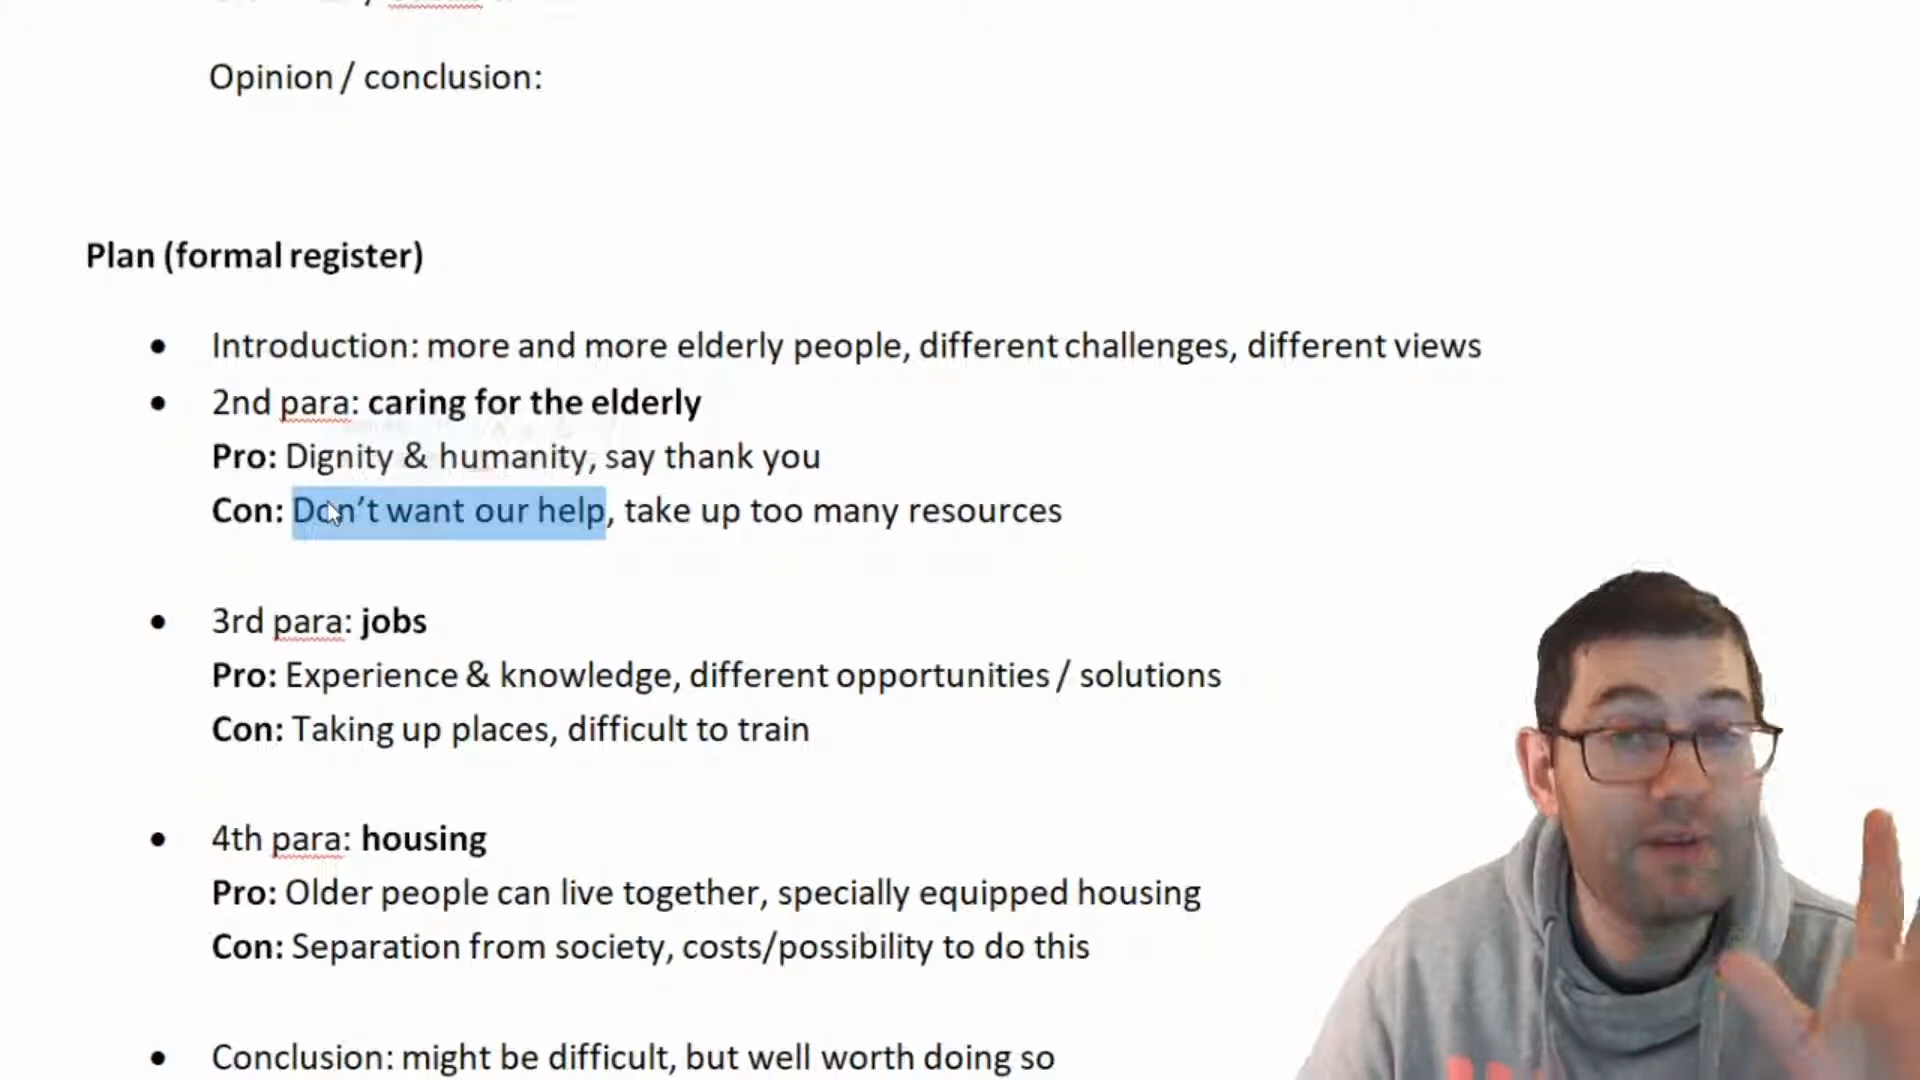 Opinion / conclusion:
Plan (formal register)
• Introduction: more and more elderly people, different challenges, different views
• 2nd para: caring for the elderly
Pro: Dignity & humanity, say thank you
Con: Don’t want our help, take up too many resources
• 3rd para: jobs
Pro: Experience & knowledge, different opportunities / solutions
Con: Taking up places, difficult to train
• 4th para: housing
Pro: Older people can live together, specially equipped housing
Con: Separation from society, costs/possibility to do this
• Conclusion: might be difficult, but well worth doing so